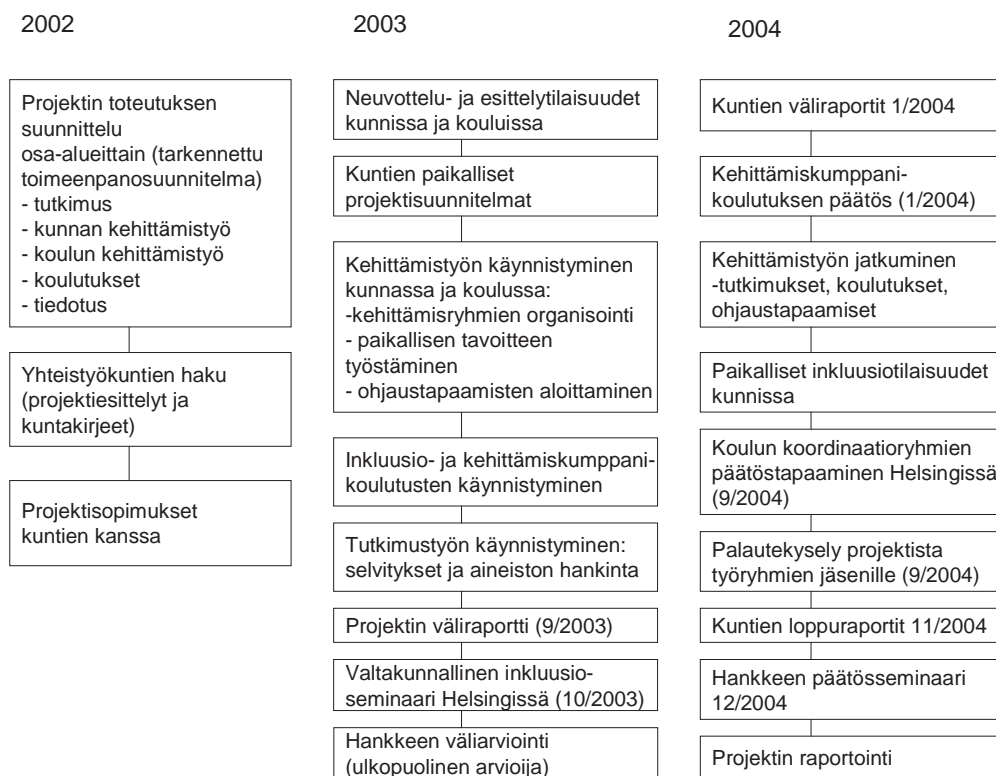 2002
Projektin toteutuksen
suunnittelu
osa-alueittain (tarkennettu
toimeenpanosuunnitelma)
- tutkimus
- kunnan kehittämistyö
- koulun kehittämistyö
- koulutukset
- tiedotus
Yhteistyökuntien haku
(projektiesittelyt ja
kuntakirjeet)
Projektisopimukset
kuntien kanssa
2003
Neuvottelu- ja esittelytilaisuudet
kunnissa ja kouluissa
Kuntien paikalliset
projektisuunnitelmat
Kehittämistyön käynnistyminen
kunnassa ja koulussa:
-kehittämisryhmien organisointi
- paikallisen tavoitteen
työstäminen
- ohjaustapaamisten aloittaminen
Inkluusio- ja kehittämiskumppani-
koulutusten käynnistyminen
Tutkimustyön käynnistyminen:
selvitykset ja aineiston hankinta
Projektin väliraportti (9/2003)
Valtakunnallinen inkluusio-
seminaari Helsingissä (10/2003)
Hankkeen väliarviointi
(ulkopuolinen arvioija)
2004
Kuntien väliraportit 1/2004
Kehittämiskumppani-
koulutuksen päätös (1/2004)
Kehittämistyön jatkuminen
-tutkimukset, koulutukset,
ohjaustapaamiset
Paikalliset inkluusiotilaisuudet
kunnissa
Koulun koordinaatioryhmien
päätöstapaaminen Helsingissä
(9/2004)
Palautekysely projektista
työryhmien jäsenille (9/2004)
Kuntien loppuraportit 11/2004
Hankkeen päätösseminaari
12/2004
Projektin raportointi